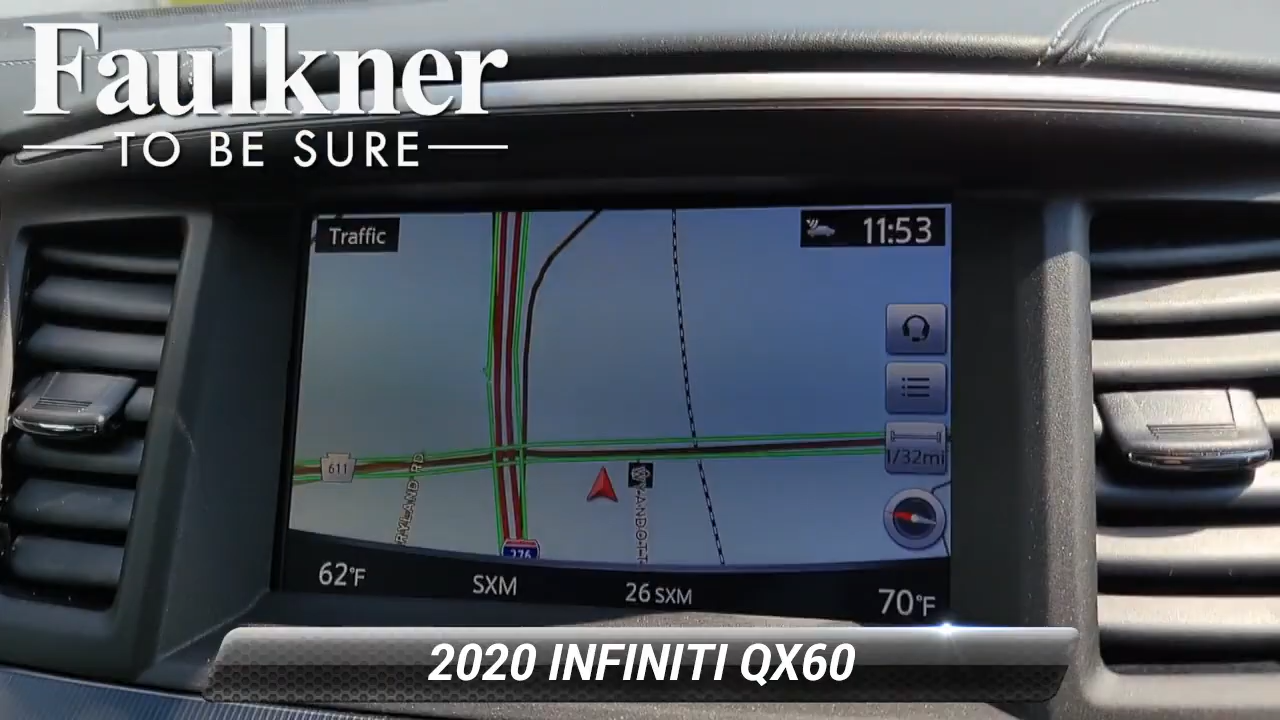 Faulkner
TO BE SURE
Traffic
11:53
1/32mi
611
276
62°F
SXM
26 SXM
70°F
2020 INFINITI QX60